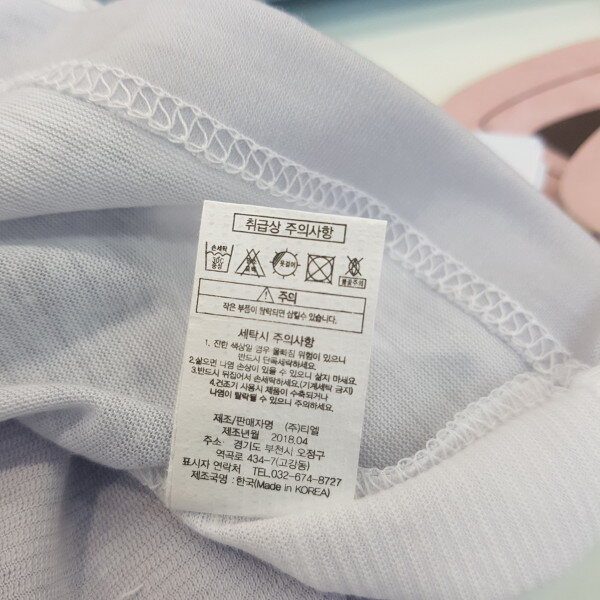 취급상 주의사항
손세탁
30℃
중성
옷걸이
불꽃주의
주의
작은 부품이 탈락되면 삼킬수 있습니다.
세탁시 주의사항
1. 진한 색상일 경우 물빠짐 위험이 있으니
반드시 단독세탁하세요.
2.삶으면 나염 손상이 있을 수 있으니 삶지 마세요.
3.반드시 뒤집어서 손세탁하세요.(기계세탁 금지)
4.건조기 사용시 제품이 수축되거나
나염이 탈락될 수 있으니 주의하세요.
제조/판매자명 (주)티엘
제조년월 2018.04
주소 : 경기도 부천시 오정구
역곡로 434-7(고강동)
표시자 연락처 TEL.032-674-8727
제조국명 : 한국(Made in KOREA)